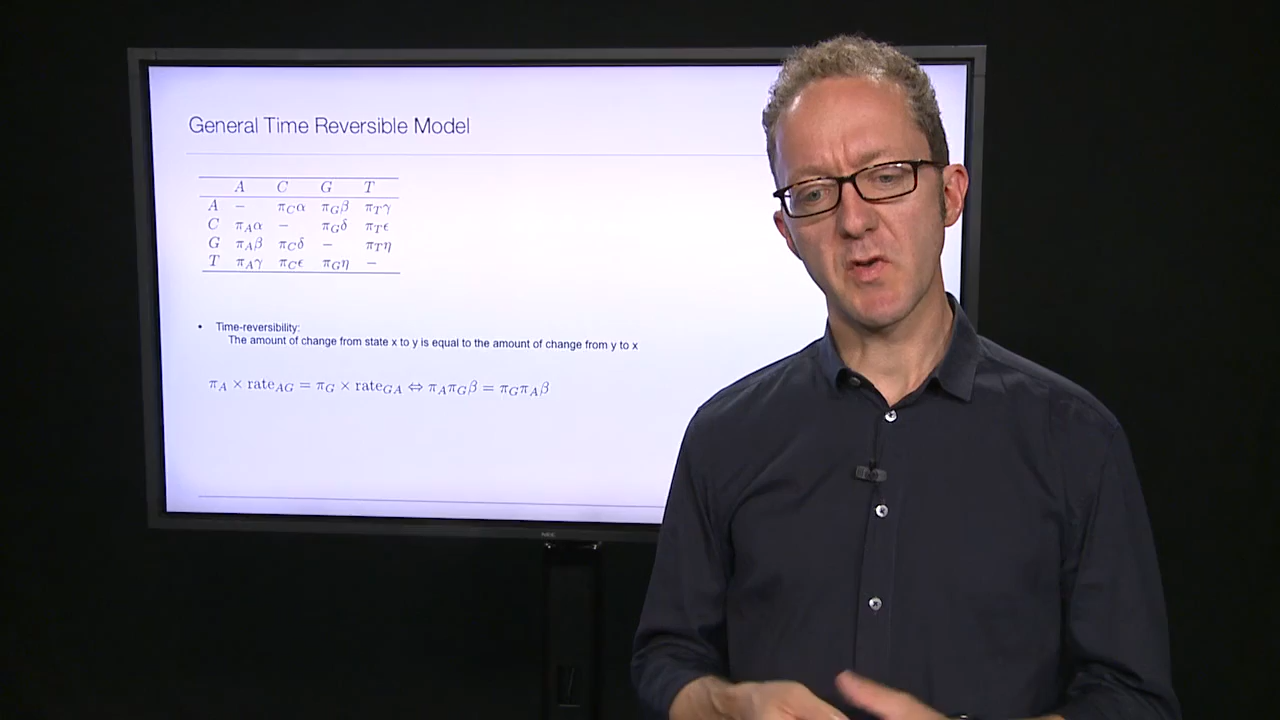 General Time Reversible Model
A C G T
A – π_Cα π_Gβ π_Tγ
C π_Aα – π_Gδ π_Tϵ
G π_Aβ π_Cδ – π_Tη
T π_Aγ π_Cϵ π_Gη –
• Time-reversibility:
The amount of change from state x to y is equal to the amount of change from y to x
π_A × rate_AG = π_G × rate_GA ⇔ π_Aπ_Gβ = π_Gπ_Aβ
NEC